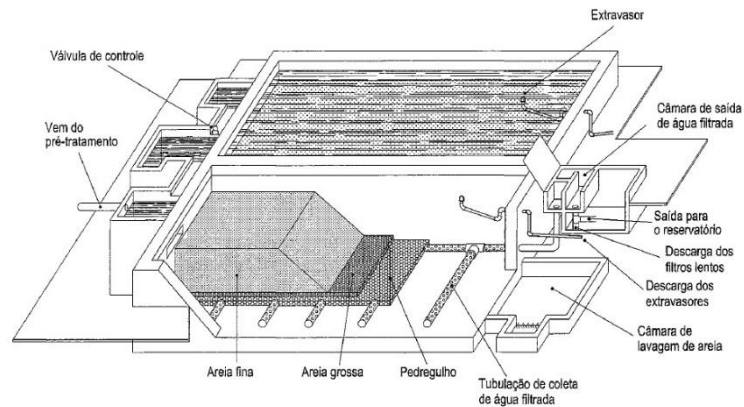 Extravasor
Válvula de controle
Câmara de saída
de água filtrada
Vem do
pré-tratamento
Saída para
o reservatório
Descarga dos
filtros lentos
Descarga dos
extravasores
Câmara de
lavagem de areia
Areia fina
Areia grossa
Pedregulho
Tubulação de coleta
de água filtrada